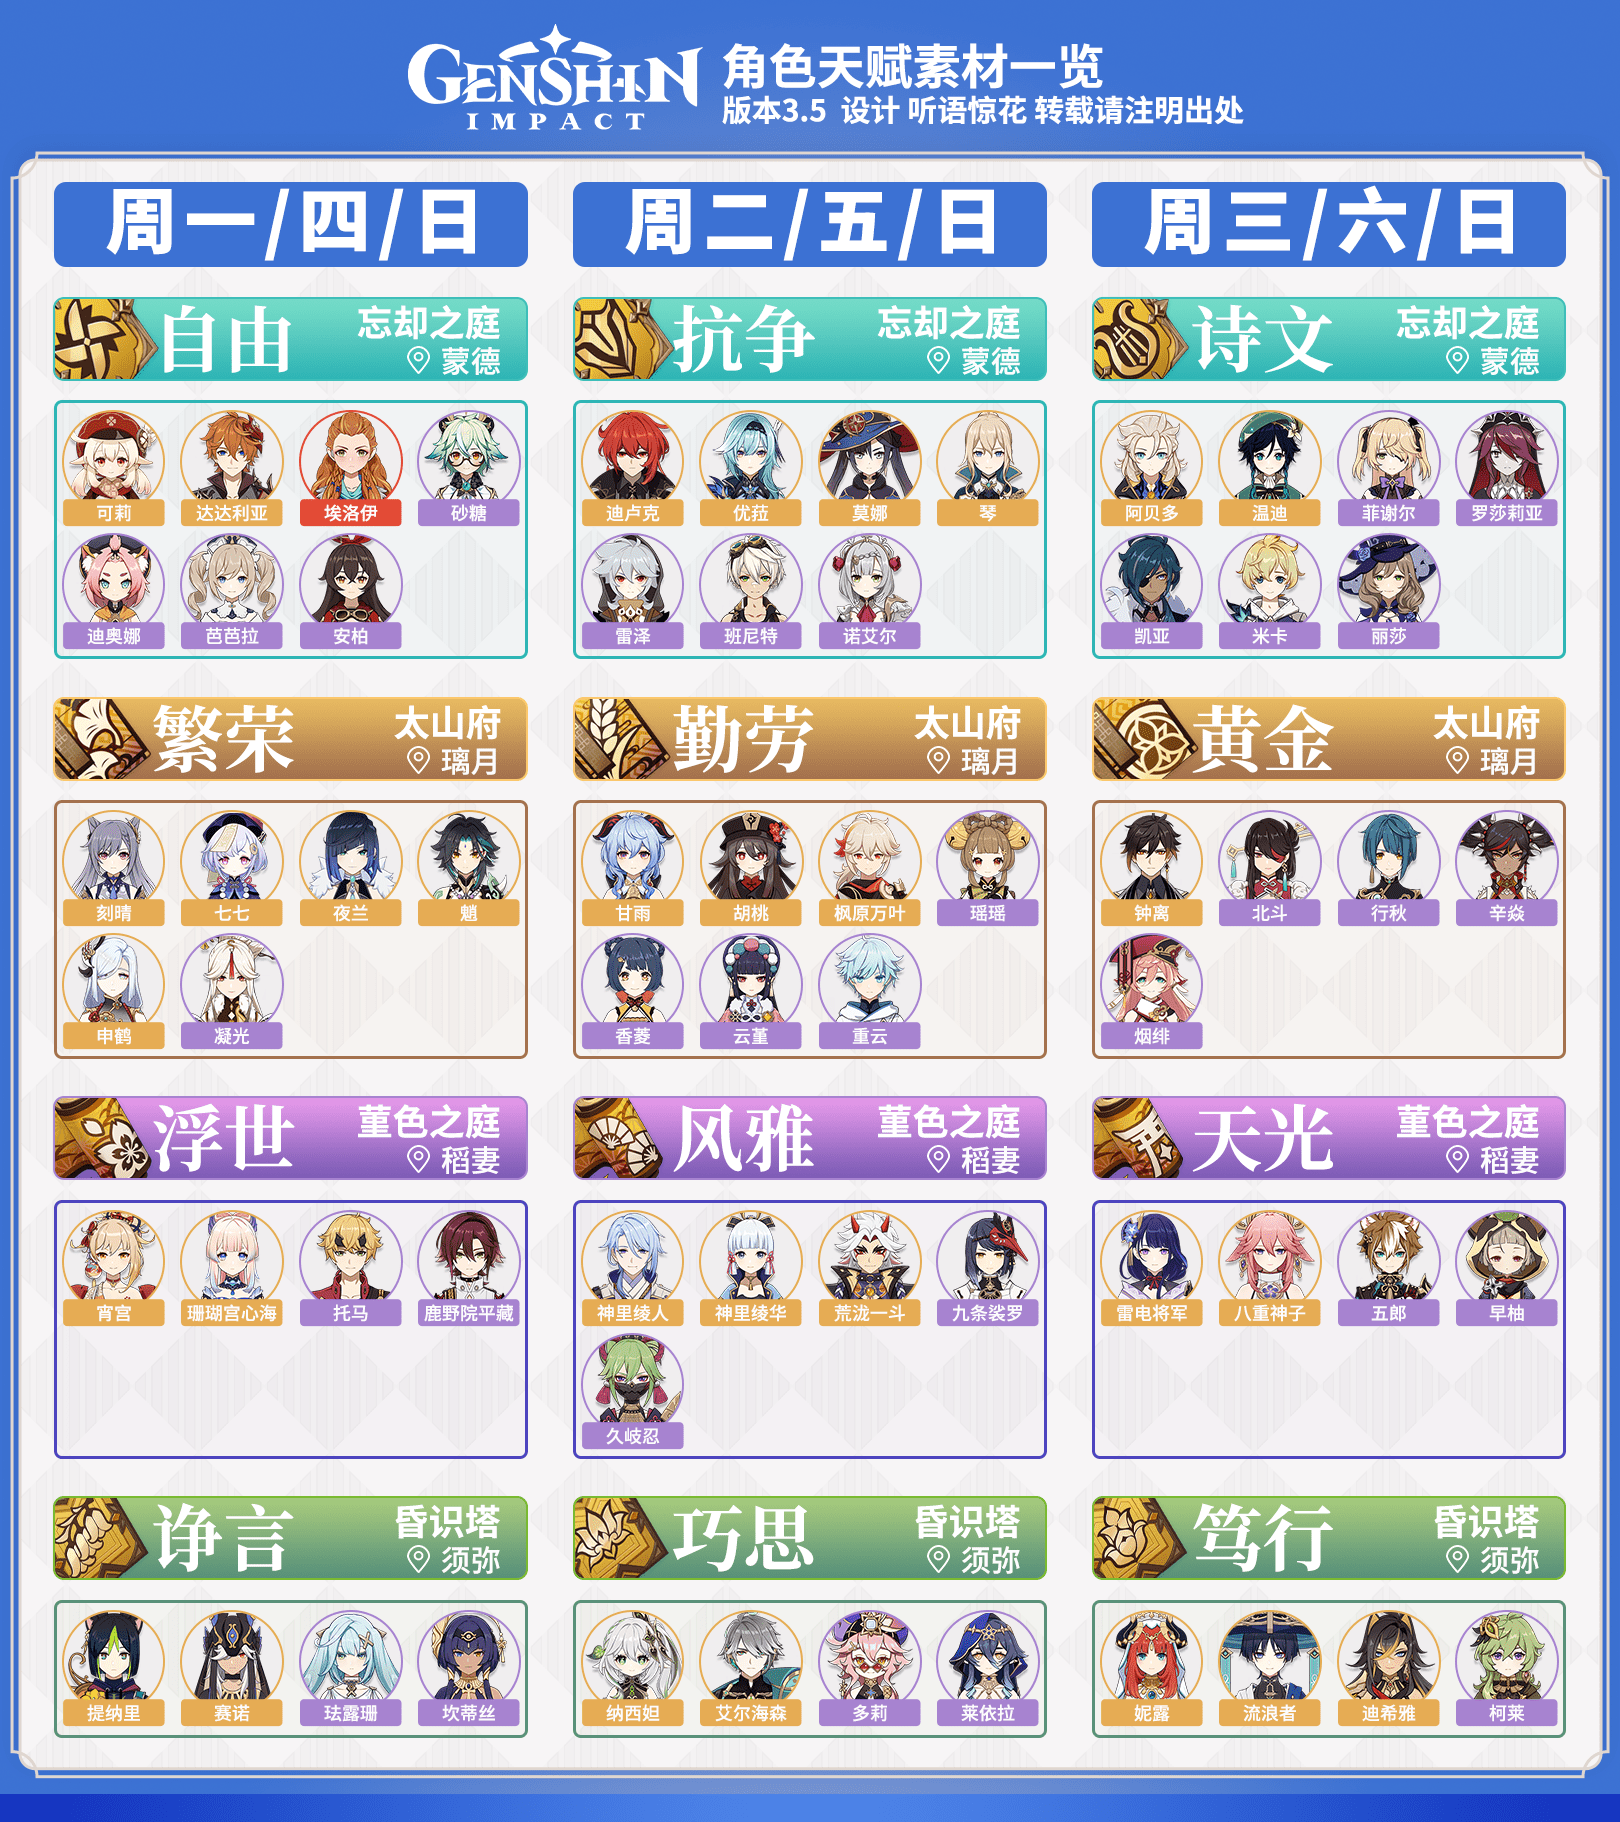 GENSHIN
IMPACT
角色天赋素材一览
版本3.5 设计 听语惊花 转载请注明出处
周一/四/日
周二/五/日
周三/六/日
自由
忘却之庭
蒙德
抗争
忘却之庭
蒙德
诗文
忘却之庭
蒙德
可莉
达达利亚
埃洛伊
砂糖
迪卢克
优菈
莫娜
琴
阿贝多
温迪
菲谢尔
罗莎莉亚
迪奥娜
芭芭拉
安柏
雷泽
班尼特
诺艾尔
凯亚
米卡
丽莎
繁荣
太山府
璃月
勤劳
太山府
璃月
黄金
太山府
璃月
刻晴
七七
夜兰
魈
甘雨
胡桃
枫原万叶
瑶瑶
钟离
北斗
行秋
辛焱
申鹤
凝光
香菱
云堇
重云
烟绯
浮世
菫色之庭
稻妻
风雅
菫色之庭
稻妻
天光
菫色之庭
稻妻
宵宫
珊瑚宫心海
托马
鹿野院平藏
神里绫人
神里绫华
荒泷一斗
九条裟罗
雷电将军
八重神子
五郎
早柚
久岐忍
诤言
昏识塔
须弥
巧思
昏识塔
须弥
笃行
昏识塔
须弥
提纳里
赛诺
珐露珊
坎蒂丝
纳西妲
艾尔海森
多莉
莱依拉
妮露
流浪者
迪希雅
柯莱